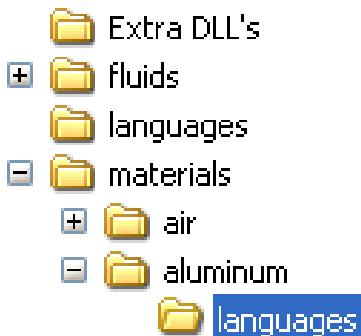 Extra DLL's
fluids
languages
materials
air
aluminum
languages